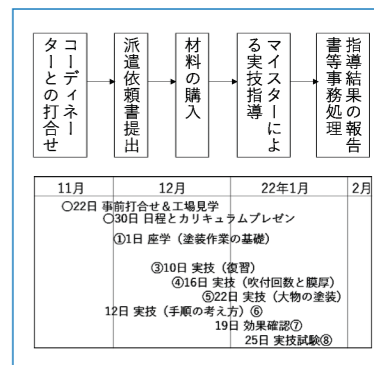 コーディネー
ターとの打合せ
派遣依頼書提出
材料の購入
マイスターによ
る実技指導
指導結果の報告
書等事務処理
11月 12月 22年1月 2月
〇22日 事前打合せ＆工場見学
〇30日 日程とカリキュラムプレゼン
①1日 座学（塗装作業の基礎）
③10日 実技（復習）
④16日 実技（吹付回数と膜厚）
⑤22日 実技（大物の塗装）
12日 実技（手順の考え方）⑥
19日 効果確認⑦
25日 実技試験⑧